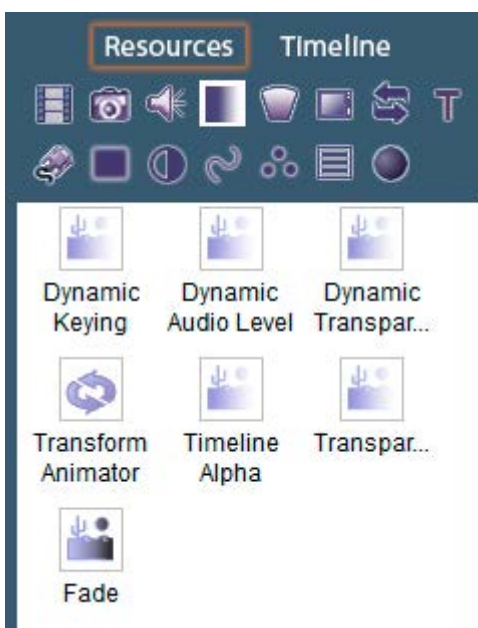 Resources Timeline
T
Dynamic Keying
Dynamic Audio Level
Dynamic Transpar...
Transform Animator
Timeline Alpha
Transpar...
Fade